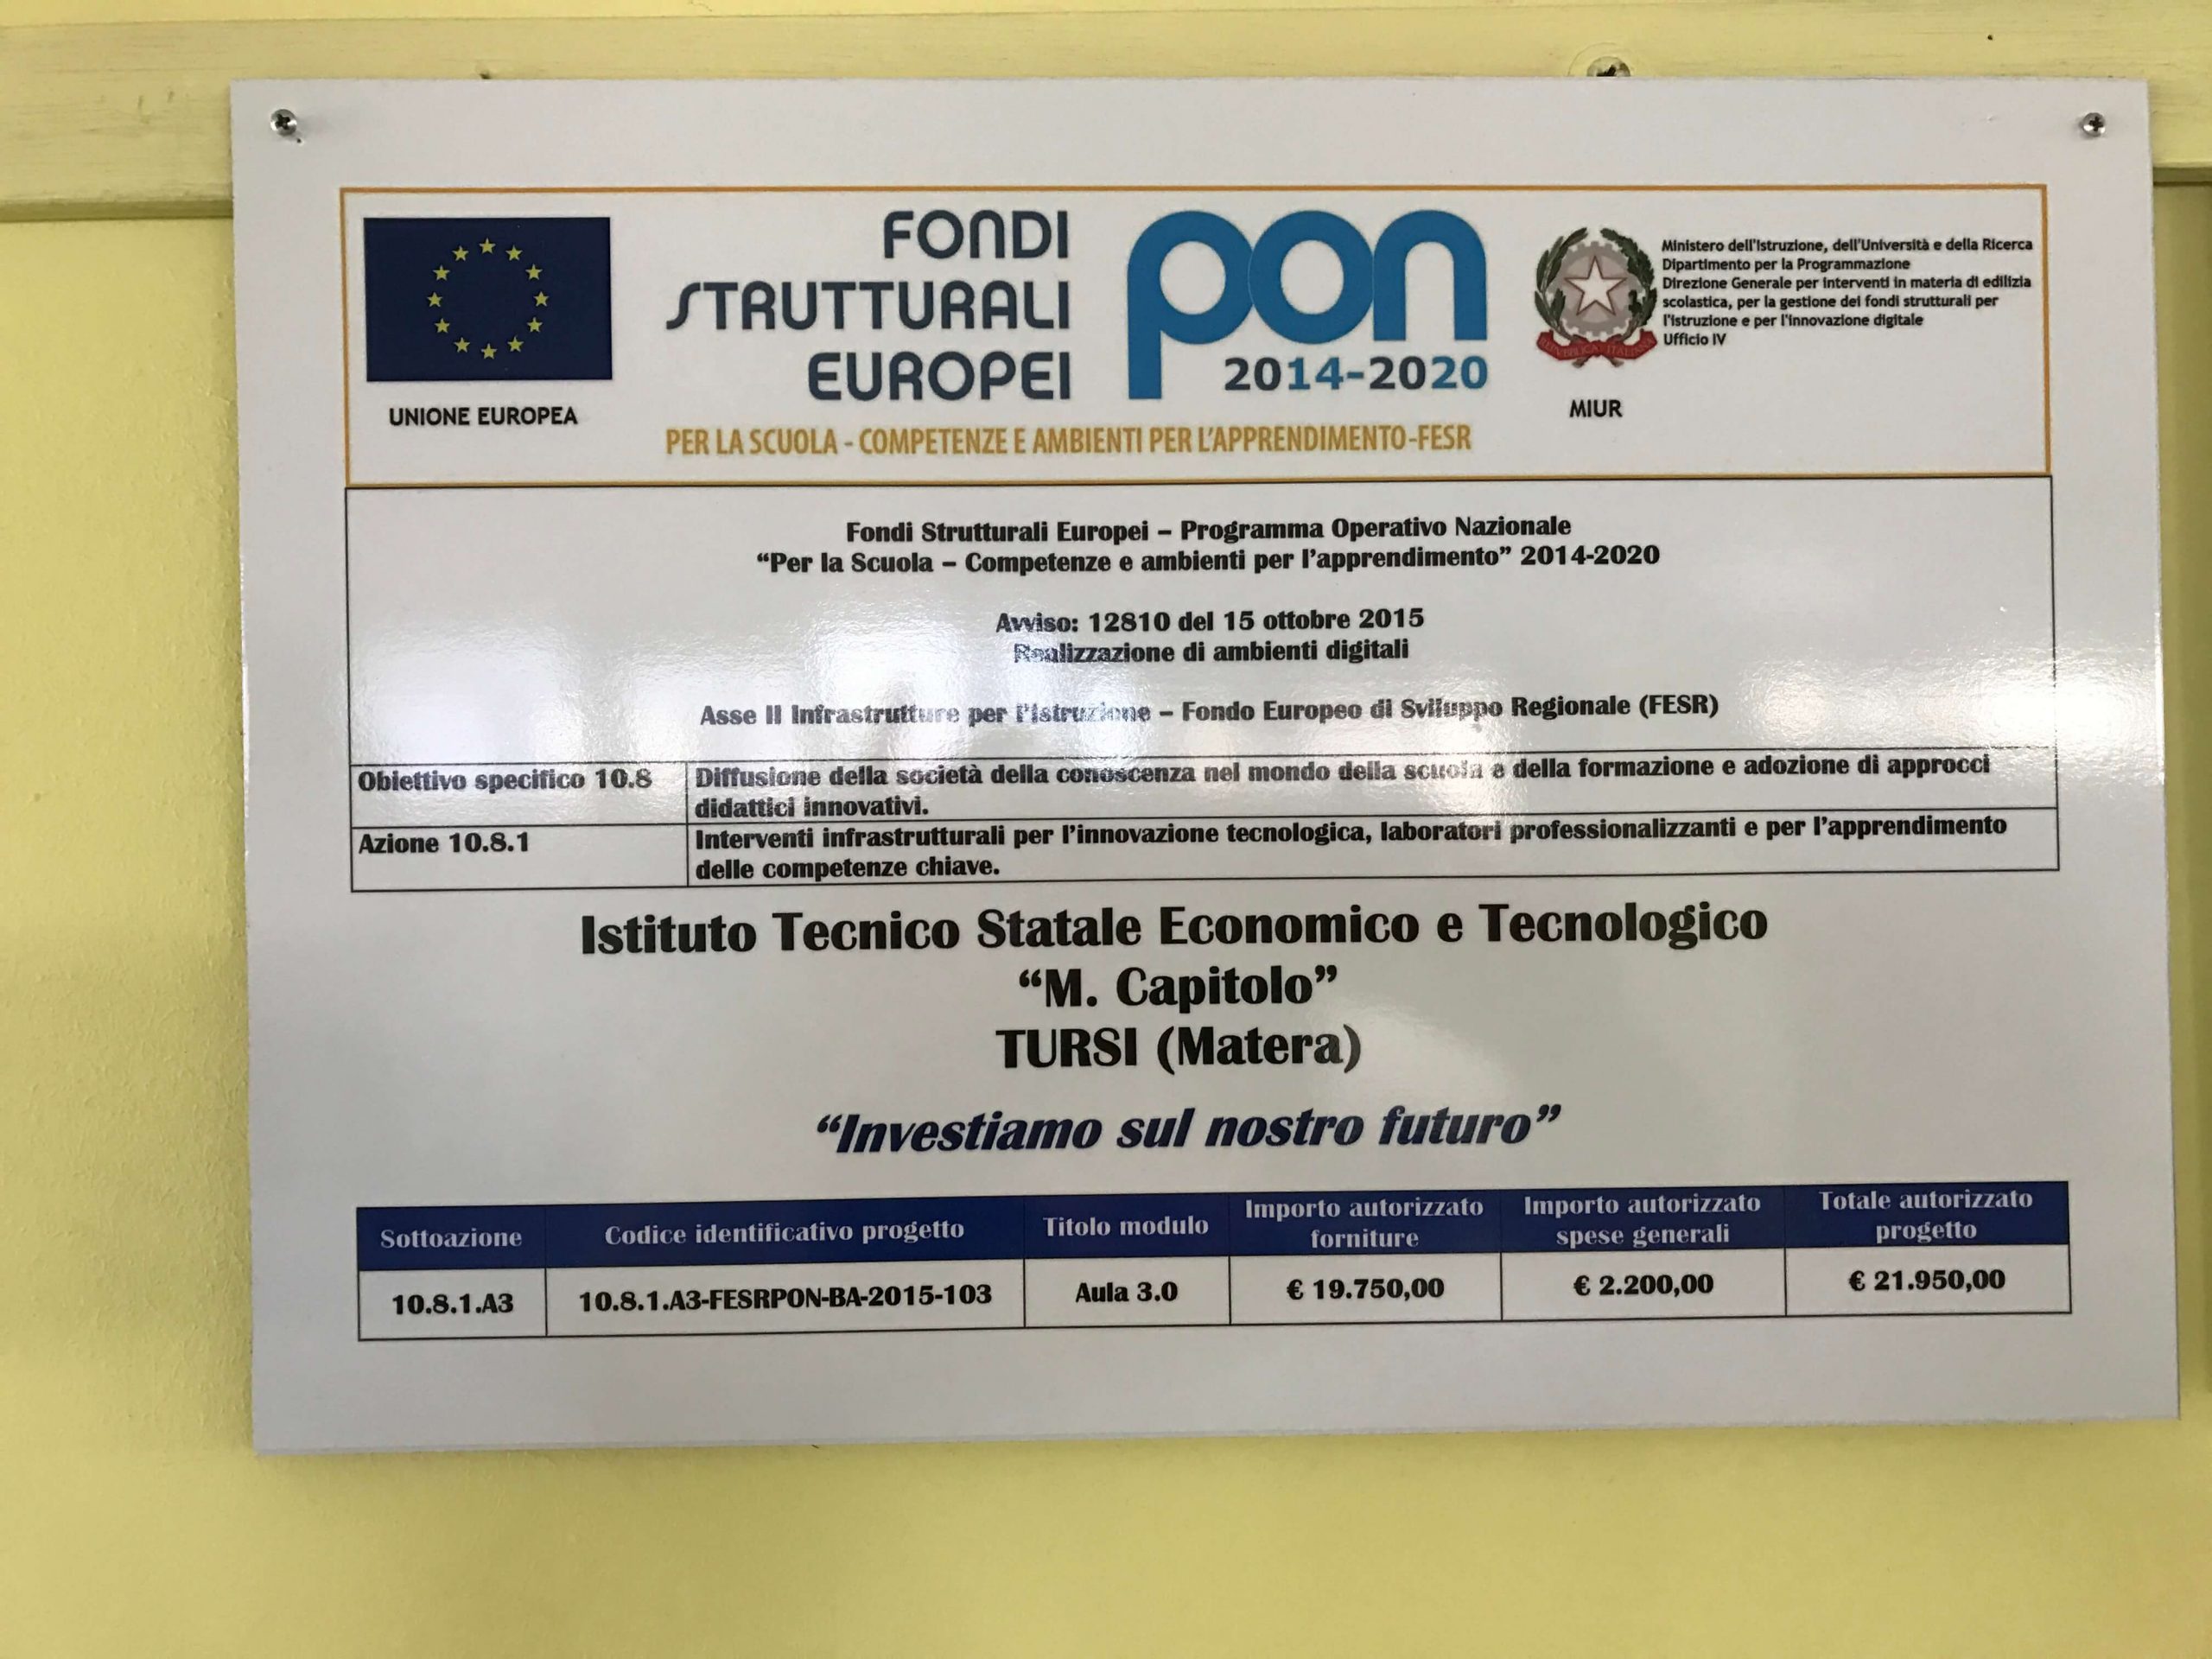 FONDI
STRUTTURALI
EUROPEI
pon
2014-2020
PER LA SCUOLA - COMPETENZE E AMBIENTI PER L'APPRENDIMENTO-FESR
UNIONE EUROPEA
Ministero dell'Istruzione, dell'Università e della Ricerca
Dipartimento per la Programmazione
Direzione Generale per interventi in materia di edilizia
scolastica, per la gestione dei fondi strutturali per
l'istruzione e per l'innovazione digitale
Ufficio IV
REPUBBLICA ITALIANA
MIUR
Fondi Strutturali Europei – Programma Operativo Nazionale
“Per la Scuola – Competenze e ambienti per l’apprendimento” 2014-2020
Avviso: 12810 del 15 ottobre 2015
Realizzazione di ambienti digitali
Asse II Infrastrutture per l’Istruzione – Fondo Europeo di Sviluppo Regionale (FESR)
Obiettivo specifico 10.8
Diffusione della società della conoscenza nel mondo della scuola e della formazione e adozione di approcci
didattici innovativi.
Azione 10.8.1
Interventi infrastrutturali per l’innovazione tecnologica, laboratori professionalizzanti e per l’apprendimento
delle competenze chiave.
Istituto Tecnico Statale Economico e Tecnologico
“M. Capitolo”
TURSI (Matera)
“Investiamo sul nostro futuro”
Sottoazione
Codice identificativo progetto
Titolo modulo
Importo autorizzato
forniture
Importo autorizzato
spese generali
Totale autorizzato
progetto
10.8.1.A3
10.8.1.A3-FESRPON-BA-2015-103
Aula 3.0
€ 19.750,00
€ 2.200,00
€ 21.950,00